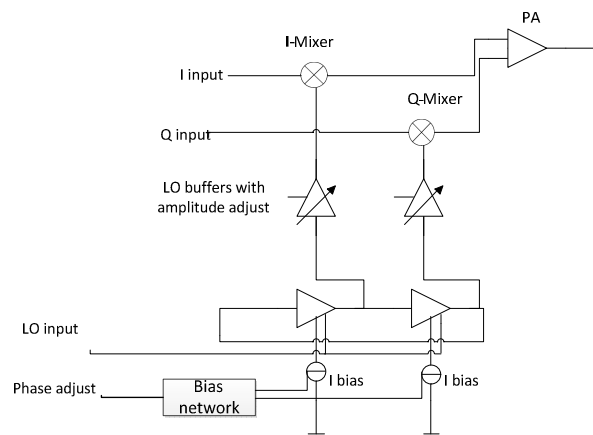 PA
I-Mixer
I input
Q-Mixer
Q input
LO buffers with
amplitude adjust
LO input
I bias
I bias
Phase adjust
Bias
network